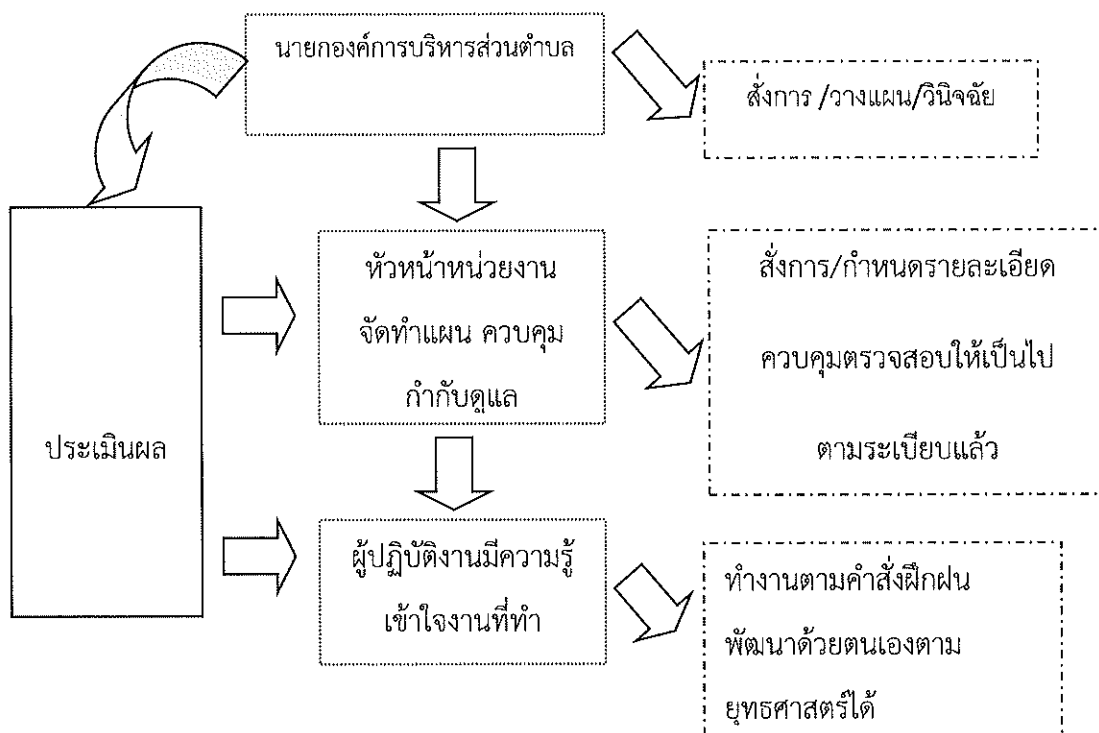 นายกองค์การบริหารส่วนตำบล
สั่งการ /วางแผน/วินิจฉัย
หัวหน้าหน่วยงาน
จัดทำแผน ควบคุม
กำกับดูแล
สั่งการ/กำหนดรายละเอียด
ควบคุมตรวจสอบให้เป็นไป
ตามระเบียบแล้ว
ประเมินผล
ผู้ปฏิบัติงานมีความรู้
เข้าใจงานที่ทำ
ทำงานตามคำสั่งฝึกฝน
พัฒนาด้วยตนเองตาม
ยุทธศาสตร์ได้